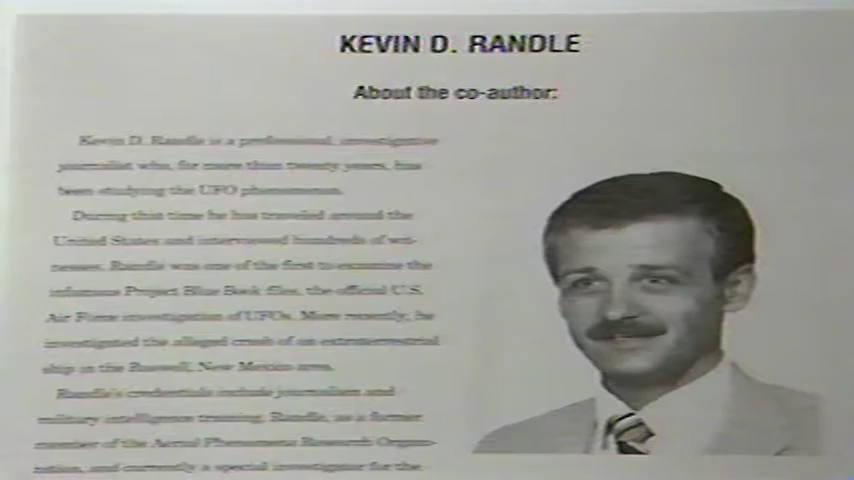 KEVIN D. RANDLE
About the co-author:
Kevin D. Randle is a professional, investigative
journalist who, for more than twenty years, has
been studying the UFO phenomenon.
During that time he has traveled around the
United States and interviewed hundreds of wit-
nesses. Randle was one of the first to examine the
infamous Project Blue Book files, the official U.S.
Air Force investigation of UFOs. More recently, he
investigated the alleged crash of an extraterrestrial
ship in the Roswell, New Mexico area.
Randle's credentials include journalism and
military intelligence training. Randle, as a former
member of the Aerial Phenomena Research Organi-
zation, and currently a special investigator for the